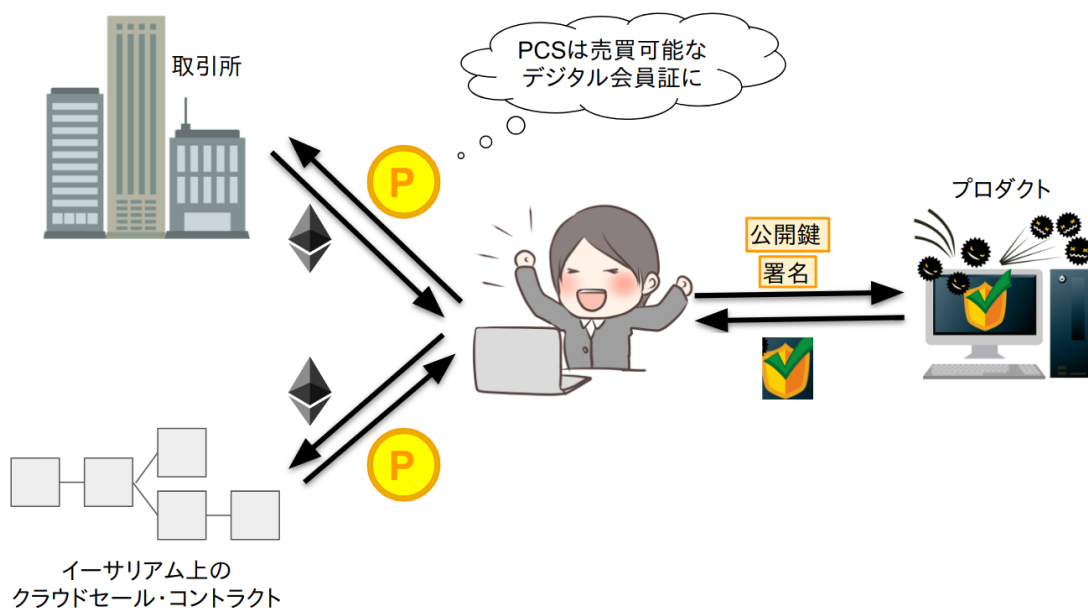 PCSは売買可能な
デジタル会員証に
取引所
P
プロダクト
公開鍵
署名
P
イーサリアム上の
クラウドセール・コントラクト